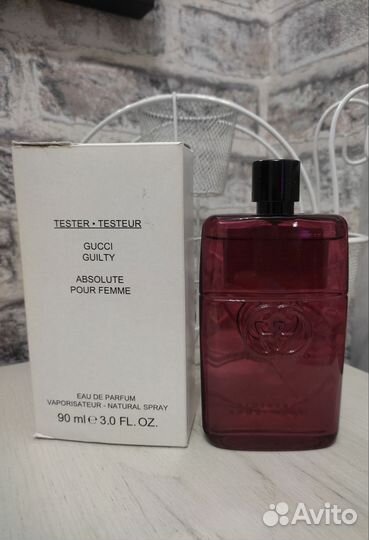 TESTER • TESTEUR
GUCCI
GUILTY
ABSOLUTE
POUR FEMME
EAU DE PARFUM
VAPORISATEUR - NATURAL SPRAY
90 ml ℮ 3.0 FL. OZ.
Avito